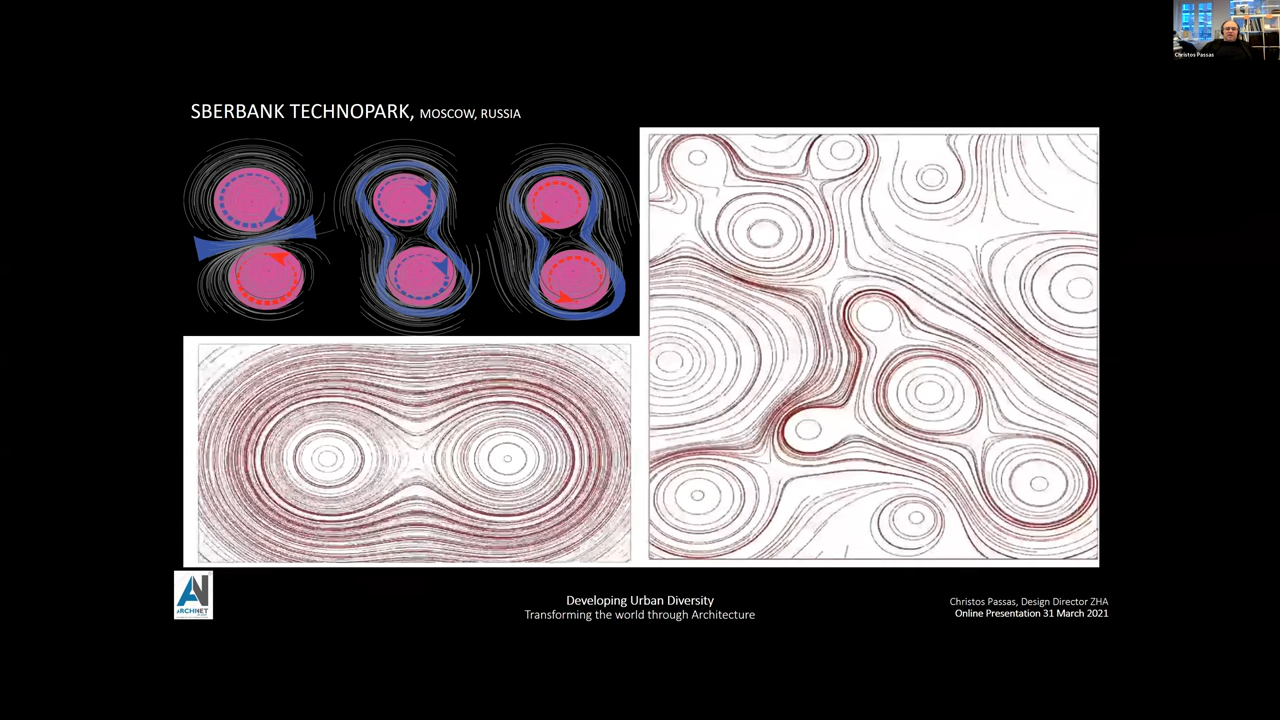 Christos Passas
SBERBANK TECHNOPARK, MOSCOW, RUSSIA
ARCHNET
Developing Urban Diversity
Transforming the world through Architecture
Christos Passas, Design Director ZHA
Online Presentation 31 March 2021